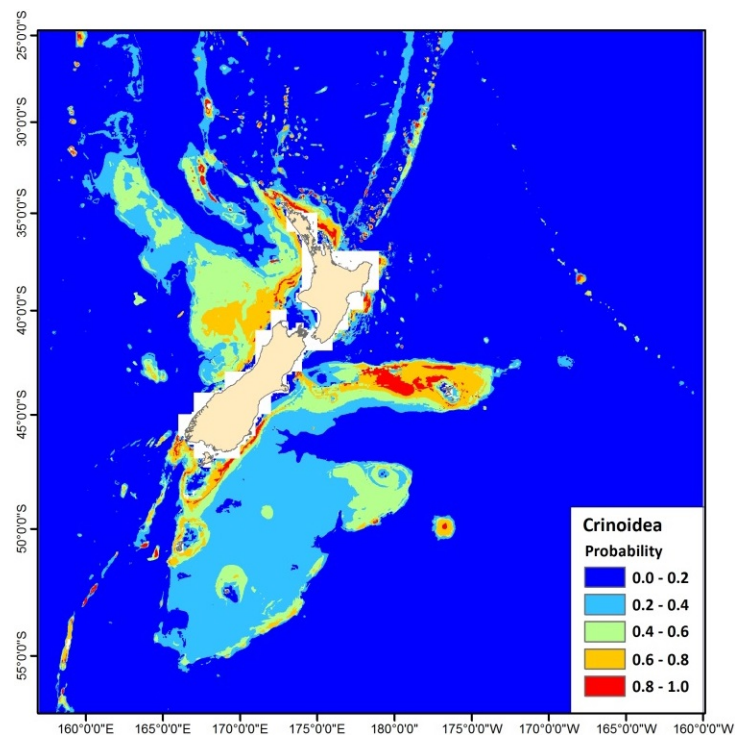 25°0'0"S
30°0'0"S
35°0'0"S
40°0'0"S
45°0'0"S
50°0'0"S
55°0'0"S
Crinoidea
Probability
0.0 - 0.2
0.2 - 0.4
0.4 - 0.6
0.6 - 0.8
0.8 - 1.0
160°0'0"E
165°0'0"E
170°0'0"E
175°0'0"E
180°0'0"
175°0'0"W
170°0'0"W
165°0'0"W
160°0'0"W